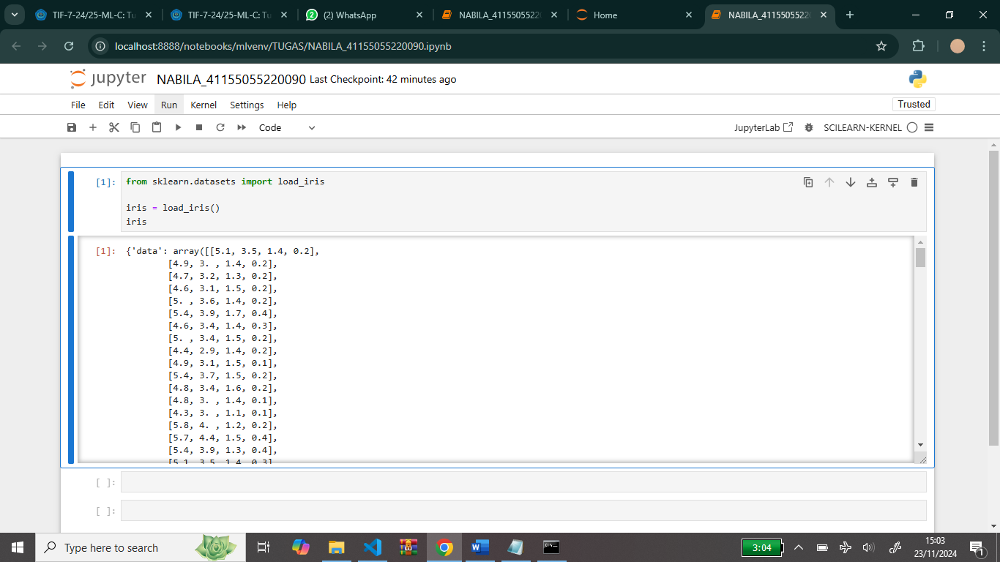 TIF-7-24/25-ML-C: Tu
TIF-7-24/25-ML-C: Tu
2
(2) WhatsApp
NABILA_4115505522
Home
NABILA_41155055220
localhost:8888/notebooks/mlvenv/TUGAS/NABILA_41155055220090.ipynb
jupyter NABILA_41155055220090 Last Checkpoint: 42 minutes ago
File Edit View Run Kernel Settings Help
Trusted
Code
JupyterLab
SCILEARN-KERNEL
[1]: from sklearn.datasets import load_iris
iris = load_iris()
iris
[1]: {'data': array([[5.1, 3.5, 1.4, 0.2],
[4.9, 3. , 1.4, 0.2],
[4.7, 3.2, 1.3, 0.2],
[4.6, 3.1, 1.5, 0.2],
[5. , 3.6, 1.4, 0.2],
[5.4, 3.9, 1.7, 0.4],
[4.6, 3.4, 1.4, 0.3],
[5. , 3.4, 1.5, 0.2],
[4.4, 2.9, 1.4, 0.2],
[4.9, 3.1, 1.5, 0.1],
[5.4, 3.7, 1.5, 0.2],
[4.8, 3.4, 1.6, 0.2],
[4.8, 3. , 1.4, 0.1],
[4.3, 3. , 1.1, 0.1],
[5.8, 4. , 1.2, 0.2],
[5.7, 4.4, 1.5, 0.4],
[5.4, 3.9, 1.3, 0.4],
[5.1, 3.5, 1.4, 0.3],
[ ]:
[ ]:
Type here to search
3:04
15:03
23/11/2024
1